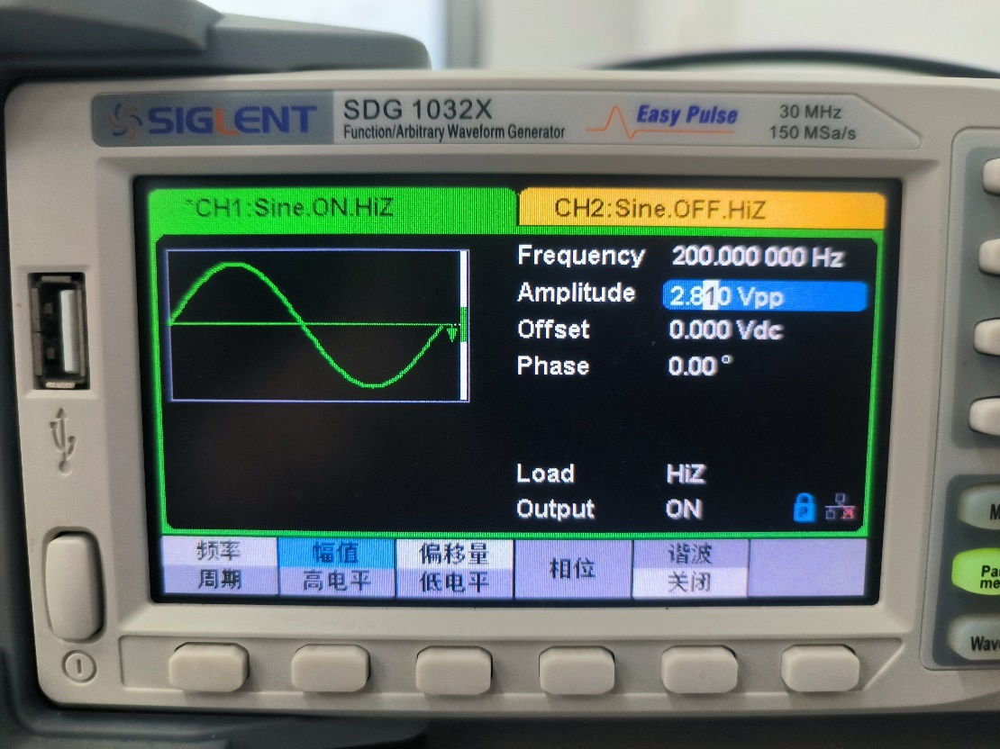 SIGLENT
SDG 1032X
Function/Arbitrary Waveform Generator
Easy Pulse
30 MHz
150 MSa/s
*CH1:Sine.ON.HiZ
CH2:Sine.OFF.HiZ
Frequency 200.000 000 Hz
Amplitude 2.810 Vpp
Offset 0.000 Vdc
Phase 0.00 °
Load HiZ
Output ON
频率 幅值 偏移量 相位 谐波
周期 高电平 低电平 关闭